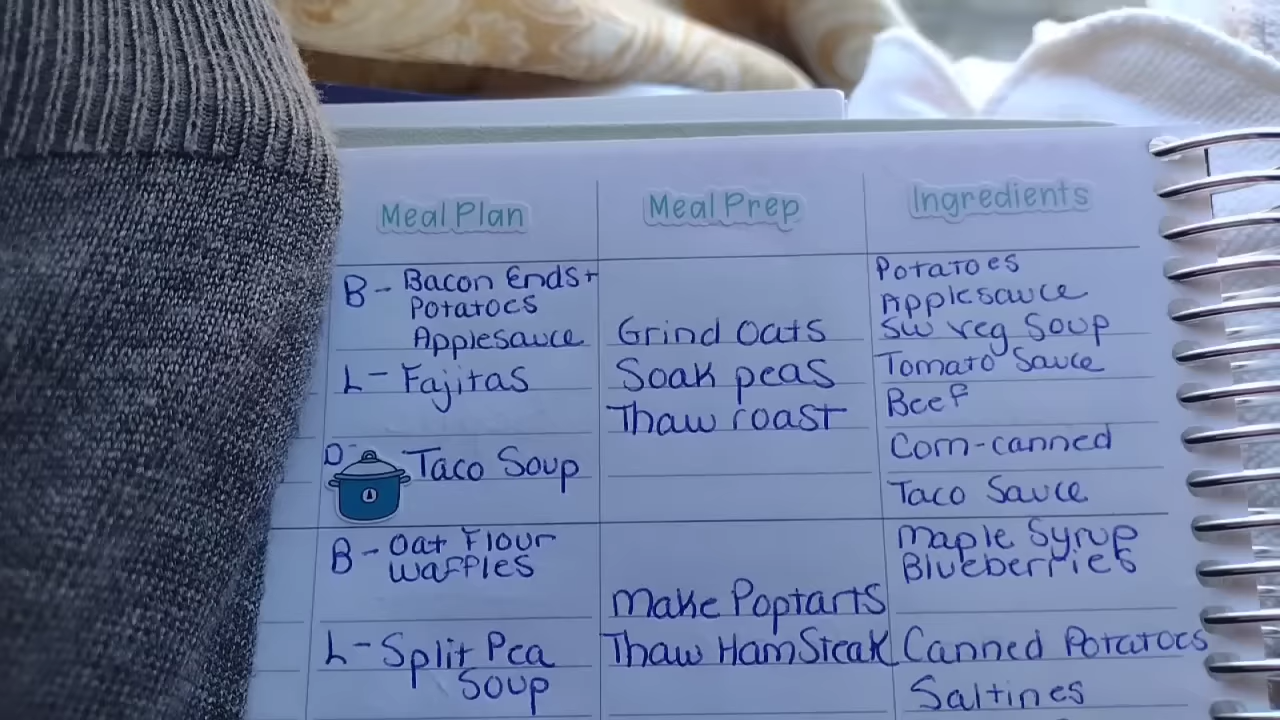 Meal Plan
Meal Prep
Ingredients
B - Bacon Ends +
Potatoes
Applesauce
L - Fajitas
D - Taco Soup
Grind Oats
Soak peas
Thaw roast
Potatoes
Applesauce
SW veg Soup
Tomato Sauce
Beef
Corn-canned
Taco Sauce
B - Oat Flour
Waffles
L - Split Pea
Soup
Make Poptarts
Thaw Ham Steak
Maple Syrup
Blueberries
Canned Potatoes
Saltines